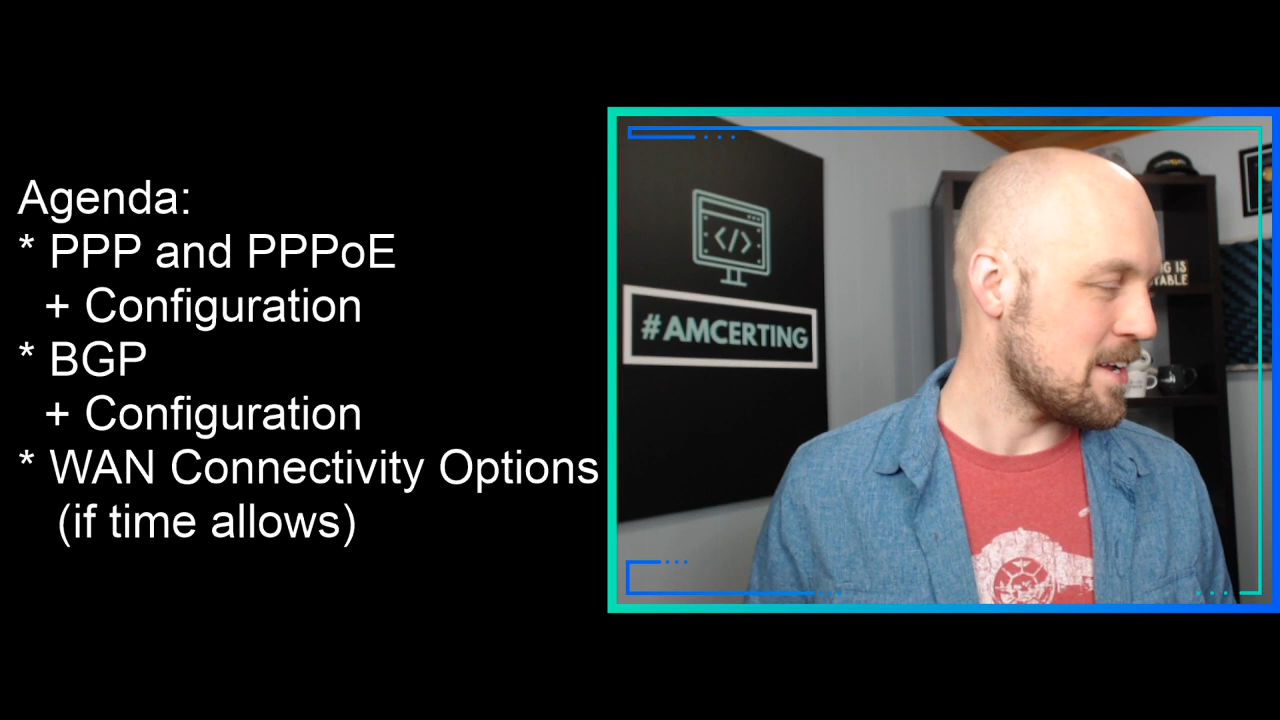 Agenda:
* PPP and PPPoE
+ Configuration
* BGP
+ Configuration
* WAN Connectivity Options
(if time allows)
</>
#AMCERTING